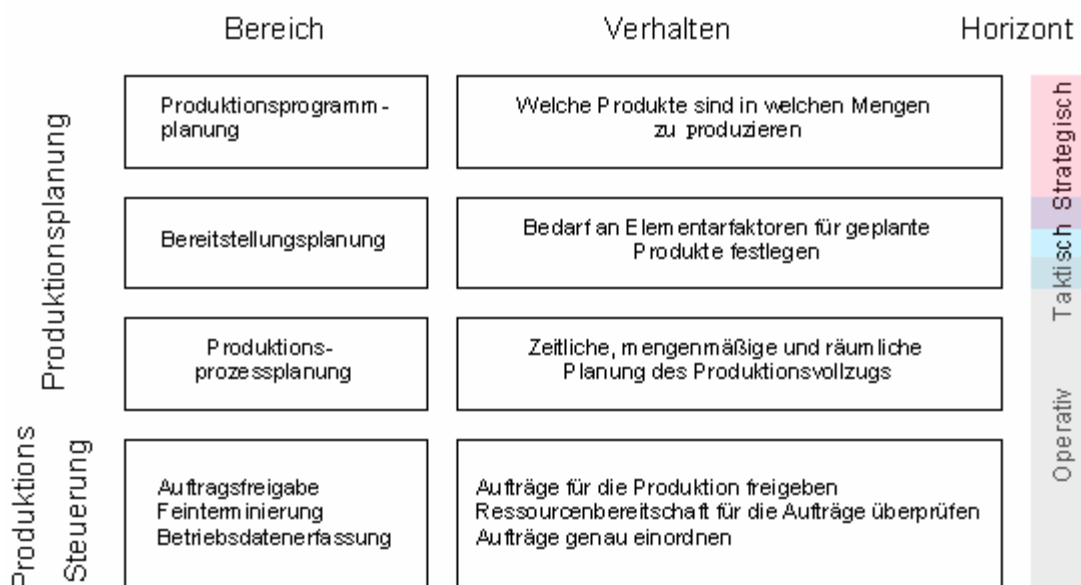 Bereich
Verhalten
Horizont
Produktionsplanung
Produktionsprogramm-
planung
Welche Produkte sind in welchen Mengen
zu produzieren
Strategisch
Bereitstellungsplanung
Bedarf an Elementarfaktoren für geplante
Produkte festlegen
Taktisch
Produktions-
prozessplanung
Zeitliche, mengenmäßige und räumliche
Planung des Produktionsvollzugs
Operativ
Produktions
Steuerung
Auftragsfreigabe
Feinterminierung
Betriebsdatenerfassung
Aufträge für die Produktion freigeben
Ressourcenbereitschaft für die Aufträge überprüfen
Aufträge genau einordnen